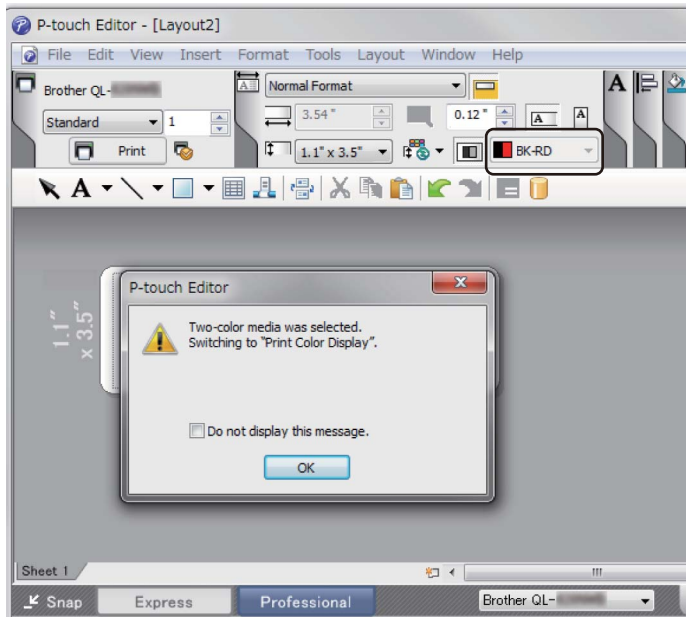 P-touch Editor - [Layout2]
File Edit View Insert Format Tools Layout Window Help
Brother QL-
Standard 1
Print
A
Normal Format
3.54 "
0.12 "
A A
1.1" x 3.5"
BK-RD
A
A
1.1"
x 3.5"
P-touch Editor
Two-color media was selected.
Switching to "Print Color Display".
Do not display this message.
OK
Sheet 1
Snap Express Professional Brother QL-